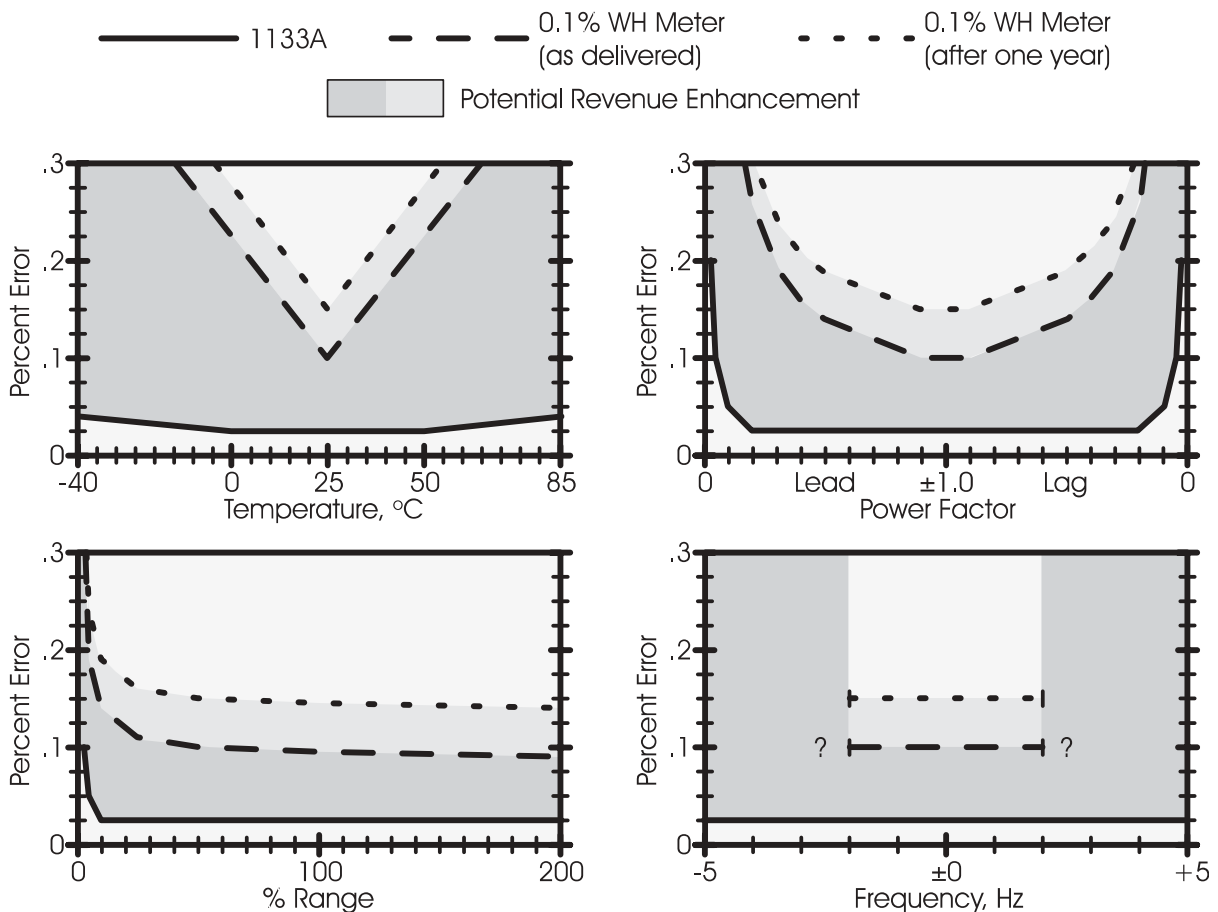 1133A
0.1% WH Meter
(as delivered)
0.1% WH Meter
(after one year)
Potential Revenue Enhancement
.3
.2
.1
0
Percent Error
-40
0
25
50
85
Temperature, °C
.3
.2
.1
0
Percent Error
0
Lead
±1.0
Lag
0
Power Factor
.3
.2
.1
0
Percent Error
0
100
200
% Range
.3
.2
.1
0
Percent Error
?
?
-5
±0
+5
Frequency, Hz